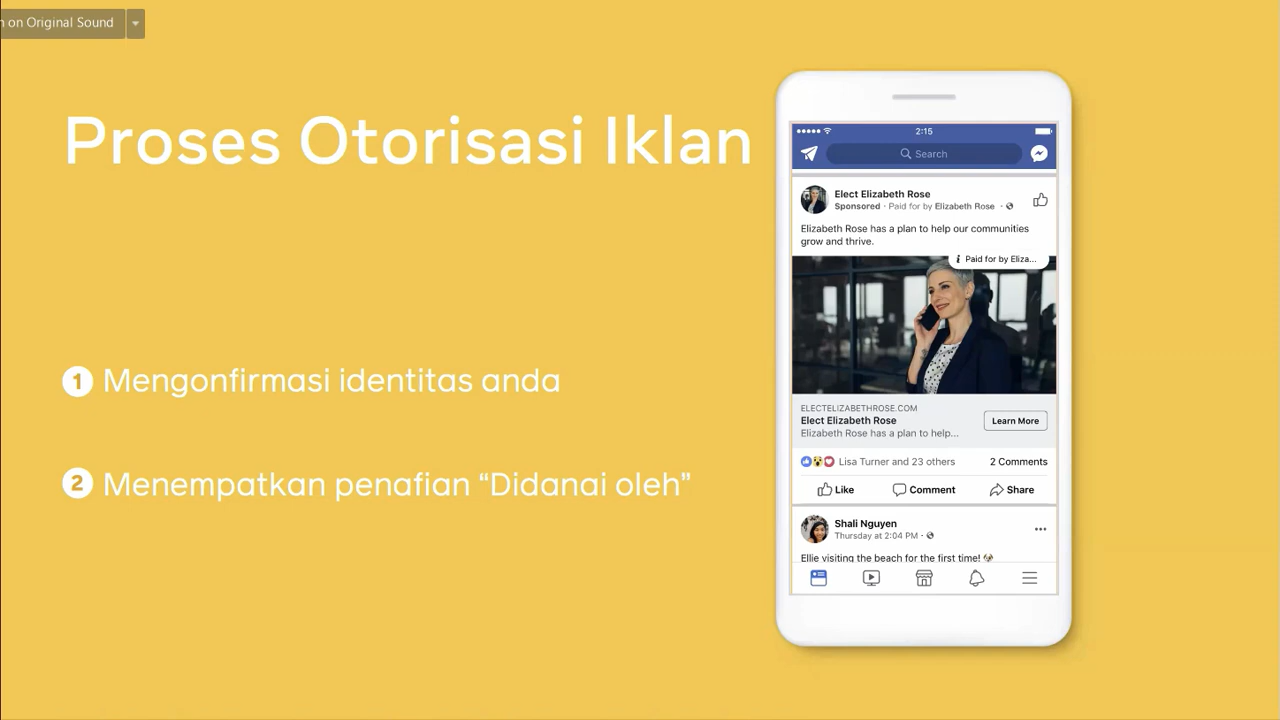 n on Original Sound
Proses Otorisasi Iklan
1 Mengonfirmasi identitas anda
2 Menempatkan penafian “Didanai oleh”
2:15
Search
Elect Elizabeth Rose
Sponsored · Paid for by Elizabeth Rose ·
Elizabeth Rose has a plan to help our communities
grow and thrive.
i Paid for by Eliza...
ELECTELIZABETHROSE.COM
Elect Elizabeth Rose
Elizabeth Rose has a plan to help...
Learn More
Lisa Turner and 23 others
2 Comments
Like
Comment
Share
Shali Nguyen
Thursday at 2:04 PM ·
Ellie visiting the beach for the first time!